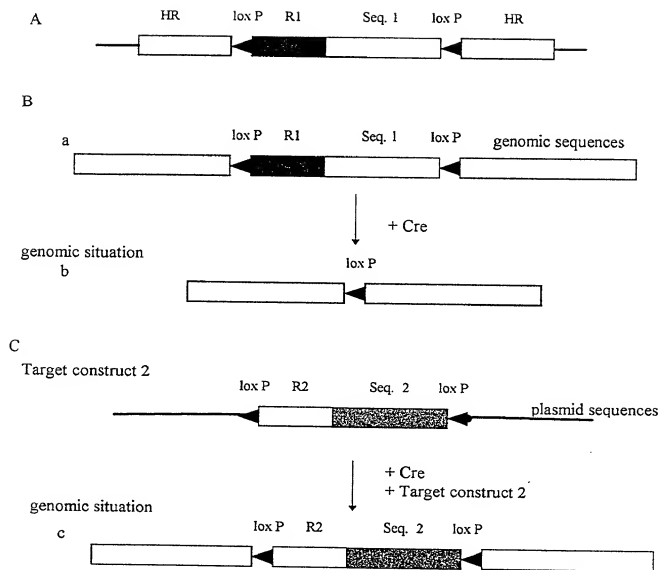 A
HR lox P R1 Seq. 1 lox P HR
B
a
lox P R1 Seq. 1 lox P genomic sequences
+ Cre
genomic situation
b
lox P
C
Target construct 2
lox P R2 Seq. 2 lox P
plasmid sequences
+ Cre
+ Target construct 2
genomic situation
c
lox P R2 Seq. 2 lox P